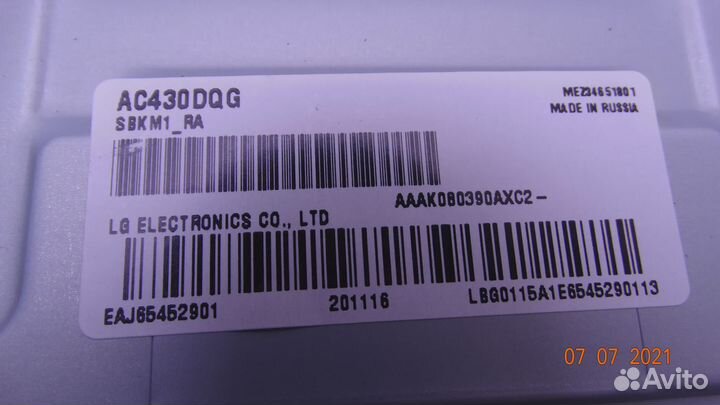 AC430DQG
SBKM1_RA
MEZ34651801
MADE IN RUSSIA
AAAK080390AXC2-
LG ELECTRONICS CO., LTD
EAJ65452901
201116
LBG0115A1E6545290113
07 07 2021
Avito